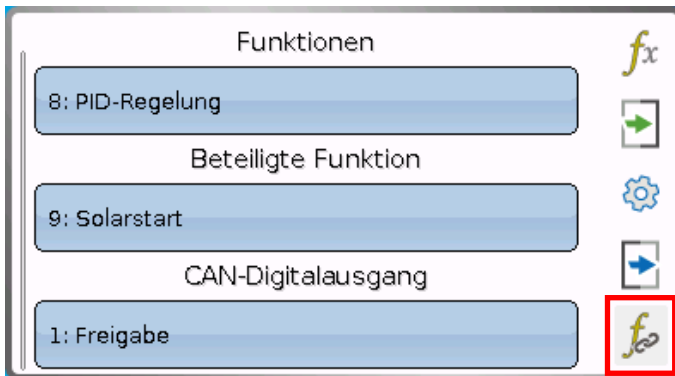 Funktionen
8: PID-Regelung
Beteiligte Funktion
9: Solarstart
CAN-Digitalausgang
1: Freigabe